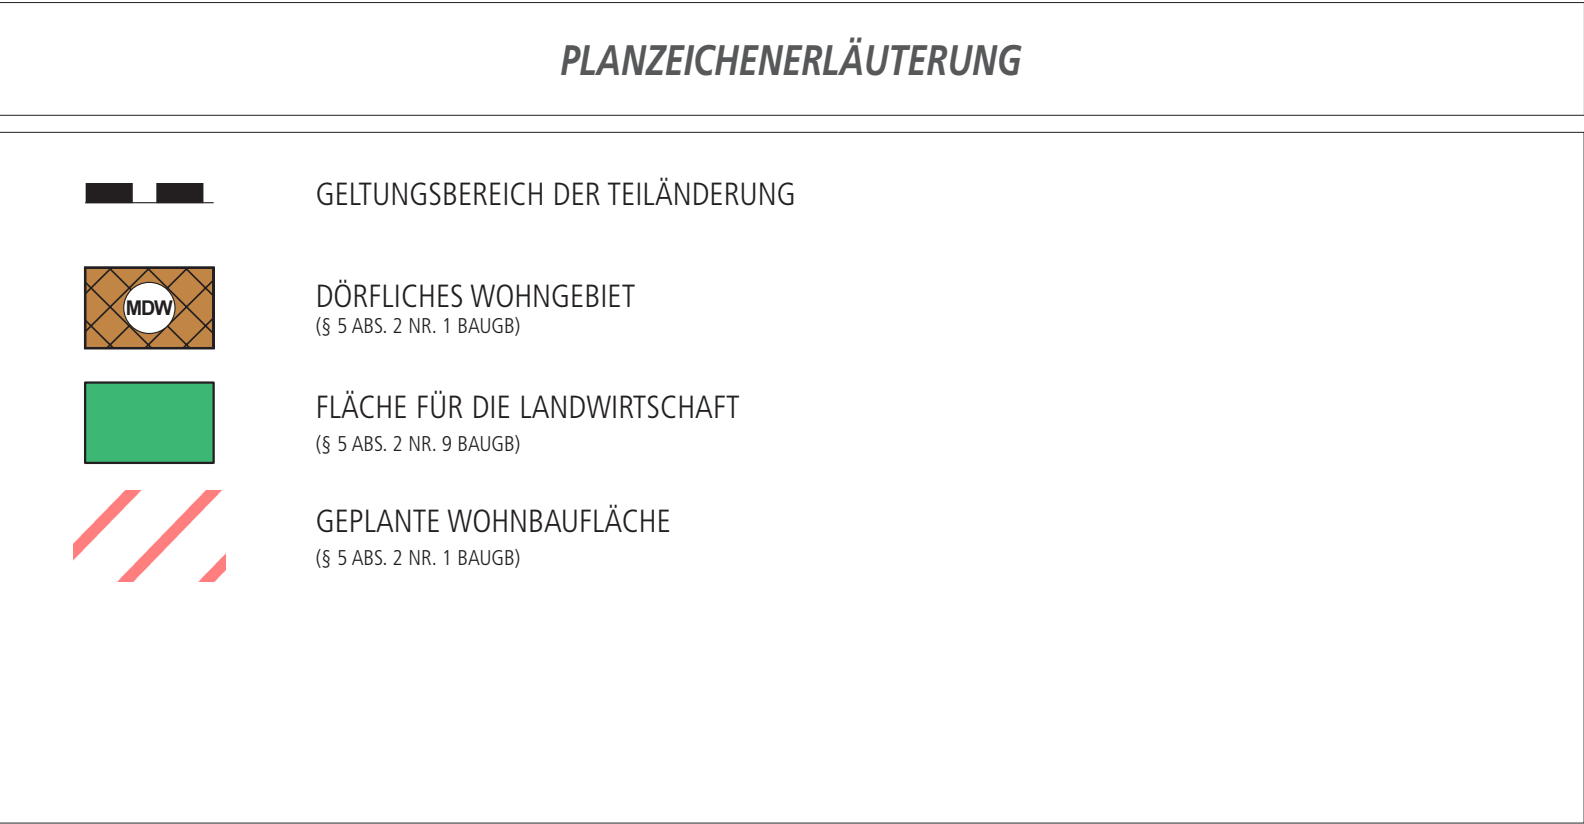 PLANZEICHENERLÄUTERUNG
GELTUNGSBEREICH DER TEILÄNDERUNG
MDW
DÖRFLICHES WOHNGEBIET
(§ 5 ABS. 2 NR. 1 BAUGB)
FLÄCHE FÜR DIE LANDWIRTSCHAFT
(§ 5 ABS. 2 NR. 9 BAUGB)
GEPLANTE WOHNBAUFLÄCHE
(§ 5 ABS. 2 NR. 1 BAUGB)